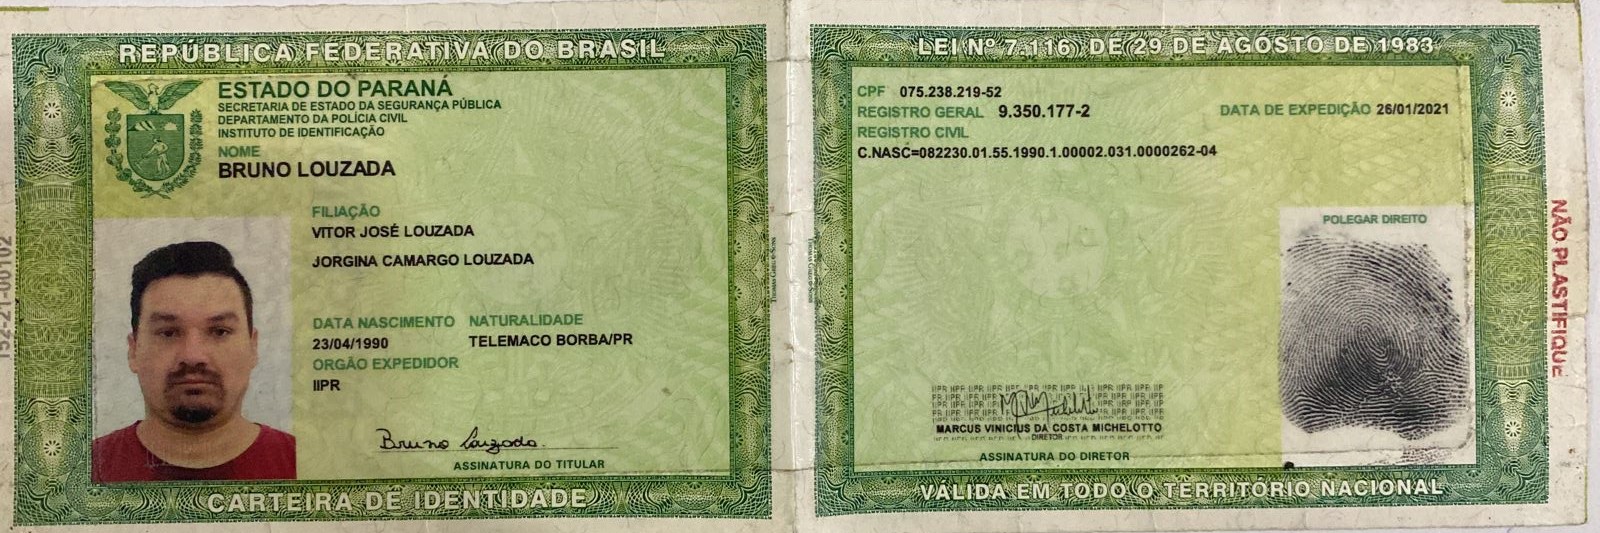 REPÚBLICA FEDERATIVA DO BRASIL
ESTADO DO PARANÁ
SECRETARIA DE ESTADO DA SEGURANÇA PÚBLICA
DEPARTAMENTO DA POLÍCIA CIVIL
INSTITUTO DE IDENTIFICAÇÃO
NOME
BRUNO LOUZADA
FILIAÇÃO
VITOR JOSÉ LOUZADA
JORGINA CAMARGO LOUZADA
DATA NASCIMENTO NATURALIDADE
23/04/1990 TELEMACO BORBA/PR
ORGÃO EXPEDIDOR
IIPR
Bruno Louzada
ASSINATURA DO TITULAR
CARTEIRA DE IDENTIDADE
152-21-00102
LEI Nº 7.116 DE 29 DE AGOSTO DE 1983
CPF 075.238.219-52
REGISTRO GERAL 9.350.177-2 DATA DE EXPEDIÇÃO 26/01/2021
REGISTRO CIVIL
C.NASC=082230.01.55.1990.1.00002.031.0000262-04
POLEGAR DIREITO
MARCUS VINICIUS DA COSTA MICHELOTTO
DIRETOR
ASSINATURA DO DIRETOR
VÁLIDA EM TODO O TERRITÓRIO NACIONAL
NÃO PLASTIFIQUE